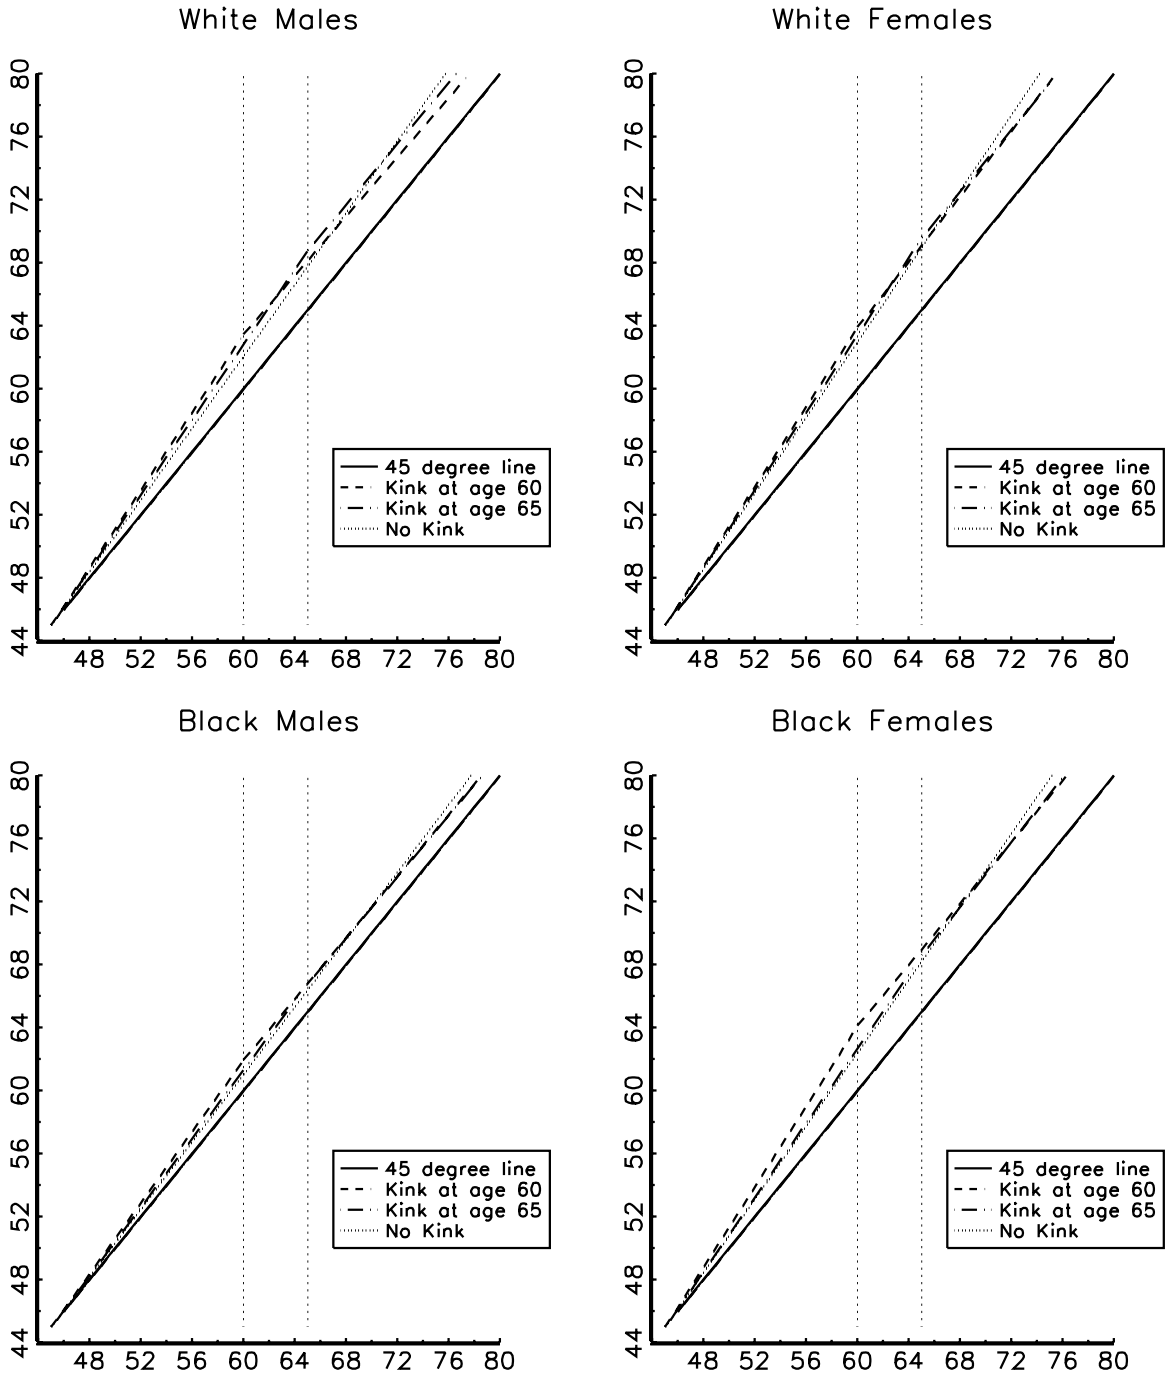 White Males
80
76
72
68
64
60
56
52
48
44
45 degree line
Kink at age 60
Kink at age 65
No Kink
48 52 56 60 64 68 72 76 80
White Females
80
76
72
68
64
60
56
52
48
44
45 degree line
Kink at age 60
Kink at age 65
No Kink
48 52 56 60 64 68 72 76 80
Black Males
80
76
72
68
64
60
56
52
48
44
45 degree line
Kink at age 60
Kink at age 65
No Kink
48 52 56 60 64 68 72 76 80
Black Females
80
76
72
68
64
60
56
52
48
44
45 degree line
Kink at age 60
Kink at age 65
No Kink
48 52 56 60 64 68 72 76 80